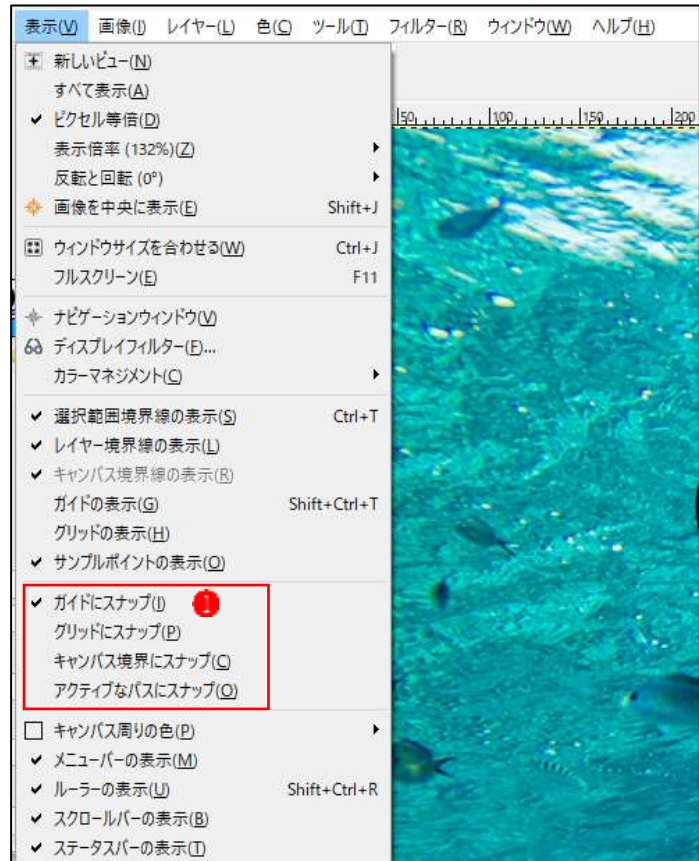 表示(V) 画像(I) レイヤー(L) 色(C) ツール(T) フィルター(R) ウィンドウ(W) ヘルプ(H)
新しいビュー(N)
すべて表示(A)
✔ ピクセル等倍(D)
表示倍率 (132%)(Z)
反転と回転 (0°)
画像を中央に表示(E) Shift+J
ウィンドウサイズを合わせる(W) Ctrl+J
フルスクリーン(E) F11
ナビゲーションウィンドウ(V)
ディスプレイフィルター(F)...
カラーマネジメント(C)
✔ 選択範囲境界線の表示(S) Ctrl+T
✔ レイヤー境界線の表示(L)
✔ キャンバス境界線の表示(R)
ガイドの表示(G) Shift+Ctrl+T
グリッドの表示(H)
✔ サンプルポイントの表示(O)
✔ ガイドにスナップ(I) 1
グリッドにスナップ(P)
キャンバス境界にスナップ(C)
アクティブなパスにスナップ(O)
キャンバス周りの色(P)
✔ メニューバーの表示(M)
✔ ルーラーの表示(U) Shift+Ctrl+R
✔ スクロールバーの表示(B)
✔ ステータスバーの表示(T)
50 100 150 200